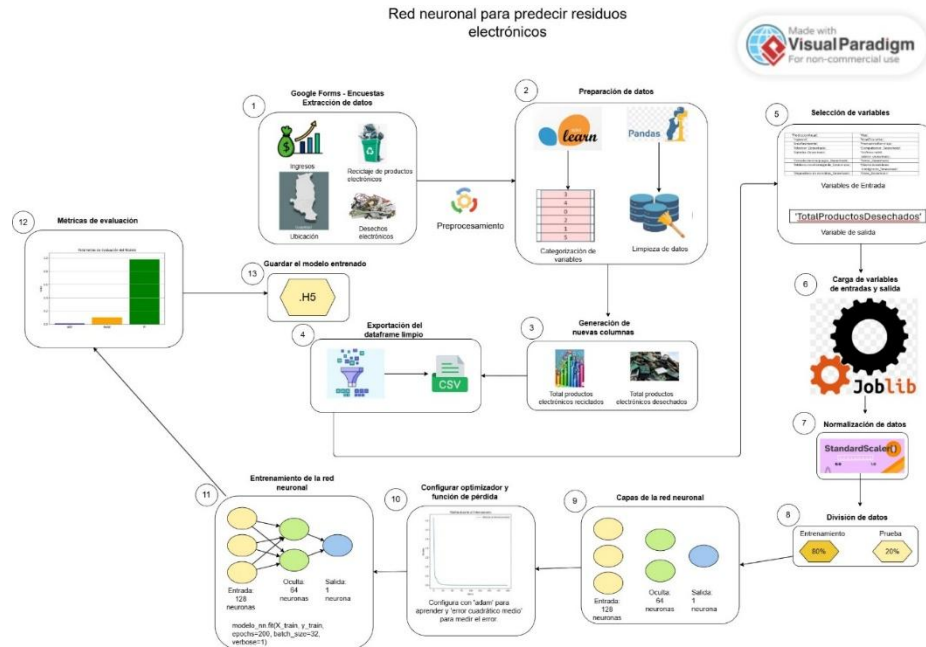 Red neuronal para predecir residuos
electrónicos
Made with
Visual Paradigm
For non-commercial use
1
Google Forms - Encuestas
Extracción de datos
Ingresos
Reciclaje de productos
electrónicos
Ubicación
Desechos
electrónicos
Preprocesamiento
2
Preparación de datos
learn
Pandas
3
4
0
2
1
5
Categorización de
variables
Limpieza de datos
5
Selección de variables
Variables de Entrada
'TotalProductosDesechados'
Variable de salida
12
Métricas de evaluación
13
Guardar el modelo entrenado
.H5
6
Carga de variables
de entradas y salida
Joblib
4
Exportación del
dataframe limpio
CSV
3
Generación de
nuevas columnas
Total productos
electrónicos reciclados
Total productos
electrónicos desechados
7
Normalización de datos
StandardScaler
11
Entrenamiento de la red
neuronal
Entrada:
128
neuronas
Oculta:
64
neuronas
Salida:
1
neurona
modelo_nn.fit(X_train, y_train,
epochs=200, batch_size=32,
verbose=1)
10
Configurar optimizador y
función de pérdida
Configura con 'adam' para
aprender y 'error cuadrático medio'
para medir el error.
9
Capas de la red neuronal
Entrada:
128
neuronas
Oculta:
64
neuronas
Salida:
1
neurona
8
División de datos
Entrenamiento
Prueba
80%
20%